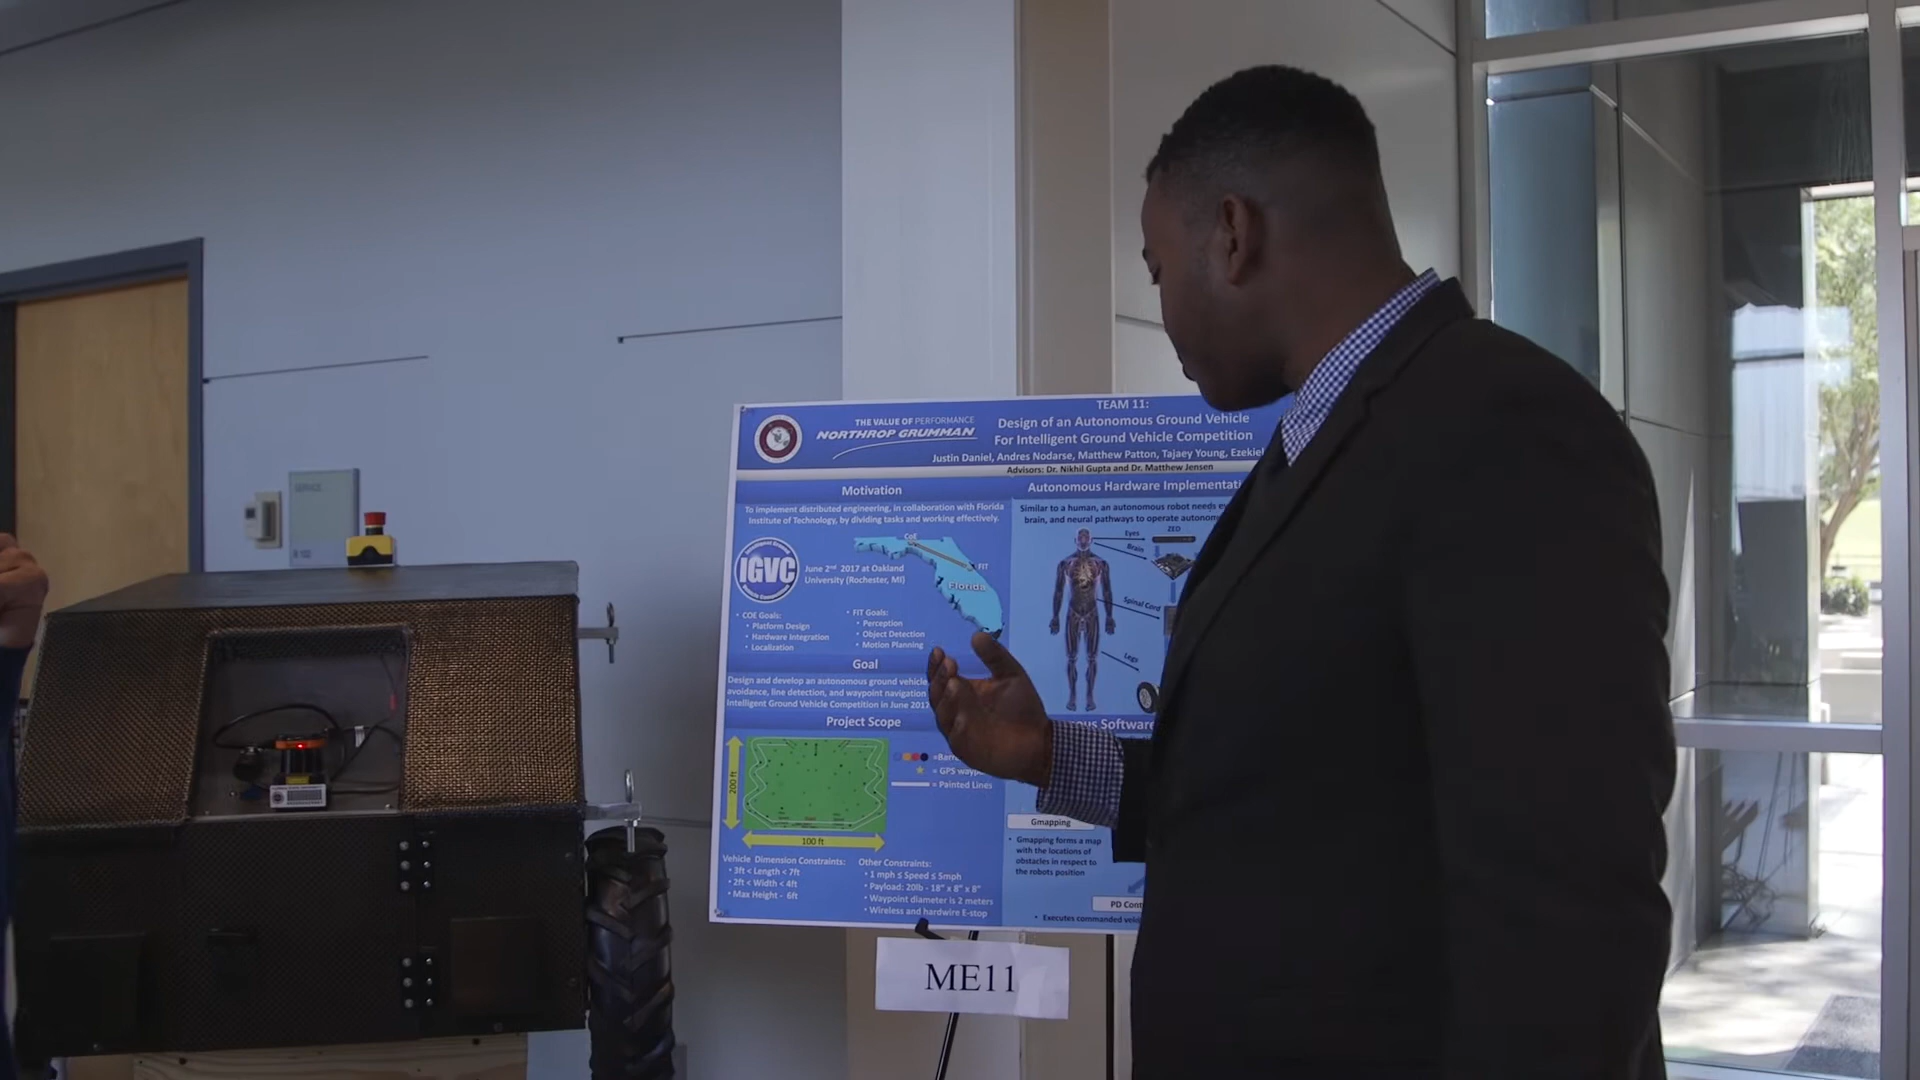 TEAM 11:
THE VALUE OF PERFORMANCE
NORTHROP GRUMMAN
Design of an Autonomous Ground Vehicle
For Intelligent Ground Vehicle Competition
Justin Daniel, Andres Nodarse, Matthew Patton, Tajaey Young, Ezekiel
Advisors: Dr. Nikhil Gupta and Dr. Matthew Jensen
Motivation
To implement distributed engineering, in collaboration with Florida
Institute of Technology, by dividing tasks and working effectively.
CoE
FIT
Florida
IGVC
June 2nd 2017 at Oakland
University (Rochester, MI)
• COE Goals:
• Platform Design
• Hardware Integration
• Localization
• FIT Goals:
• Perception
• Object Detection
• Motion Planning
Goal
Design and develop an autonomous ground vehicle
avoidance, line detection, and waypoint navigation
Intelligent Ground Vehicle Competition in June 2017
Project Scope
200 ft
100 ft
= GPS
= Painted Lines
Vehicle Dimension Constraints:
• 3ft < Length < 7ft
• 2ft < Width < 4ft
• Max Height - 6ft
Other Constraints:
• 1 mph ≤ Speed ≤ 5mph
• Payload: 20lb - 18" x 8" x 8"
• Waypoint diameter is 2 meters
• Wireless and hardwire E-stop
Autonomous Hardware
Similar to a human, an autonomous robot needs
brain, and neural pathways to operate
Eyes
ZED
Brain
Spinal Cord
Legs
Software
Gmapping
• Gmapping forms a map
with the locations of
obstacles in respect to
the robots position
PD
• Executes commanded
ME11
SERVICE